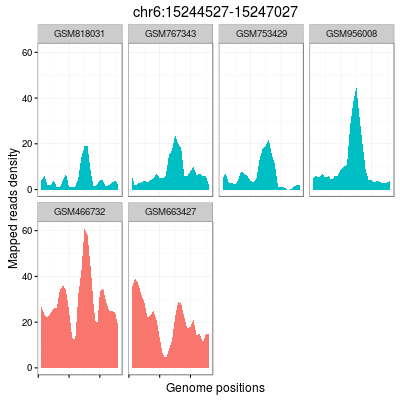 chr6:15244527-15247027
GSM818031 GSM767343 GSM753429 GSM956008
60
40
20
0
Mapped reads density
GSM466732 GSM663427
60
40
20
0
Genome positions